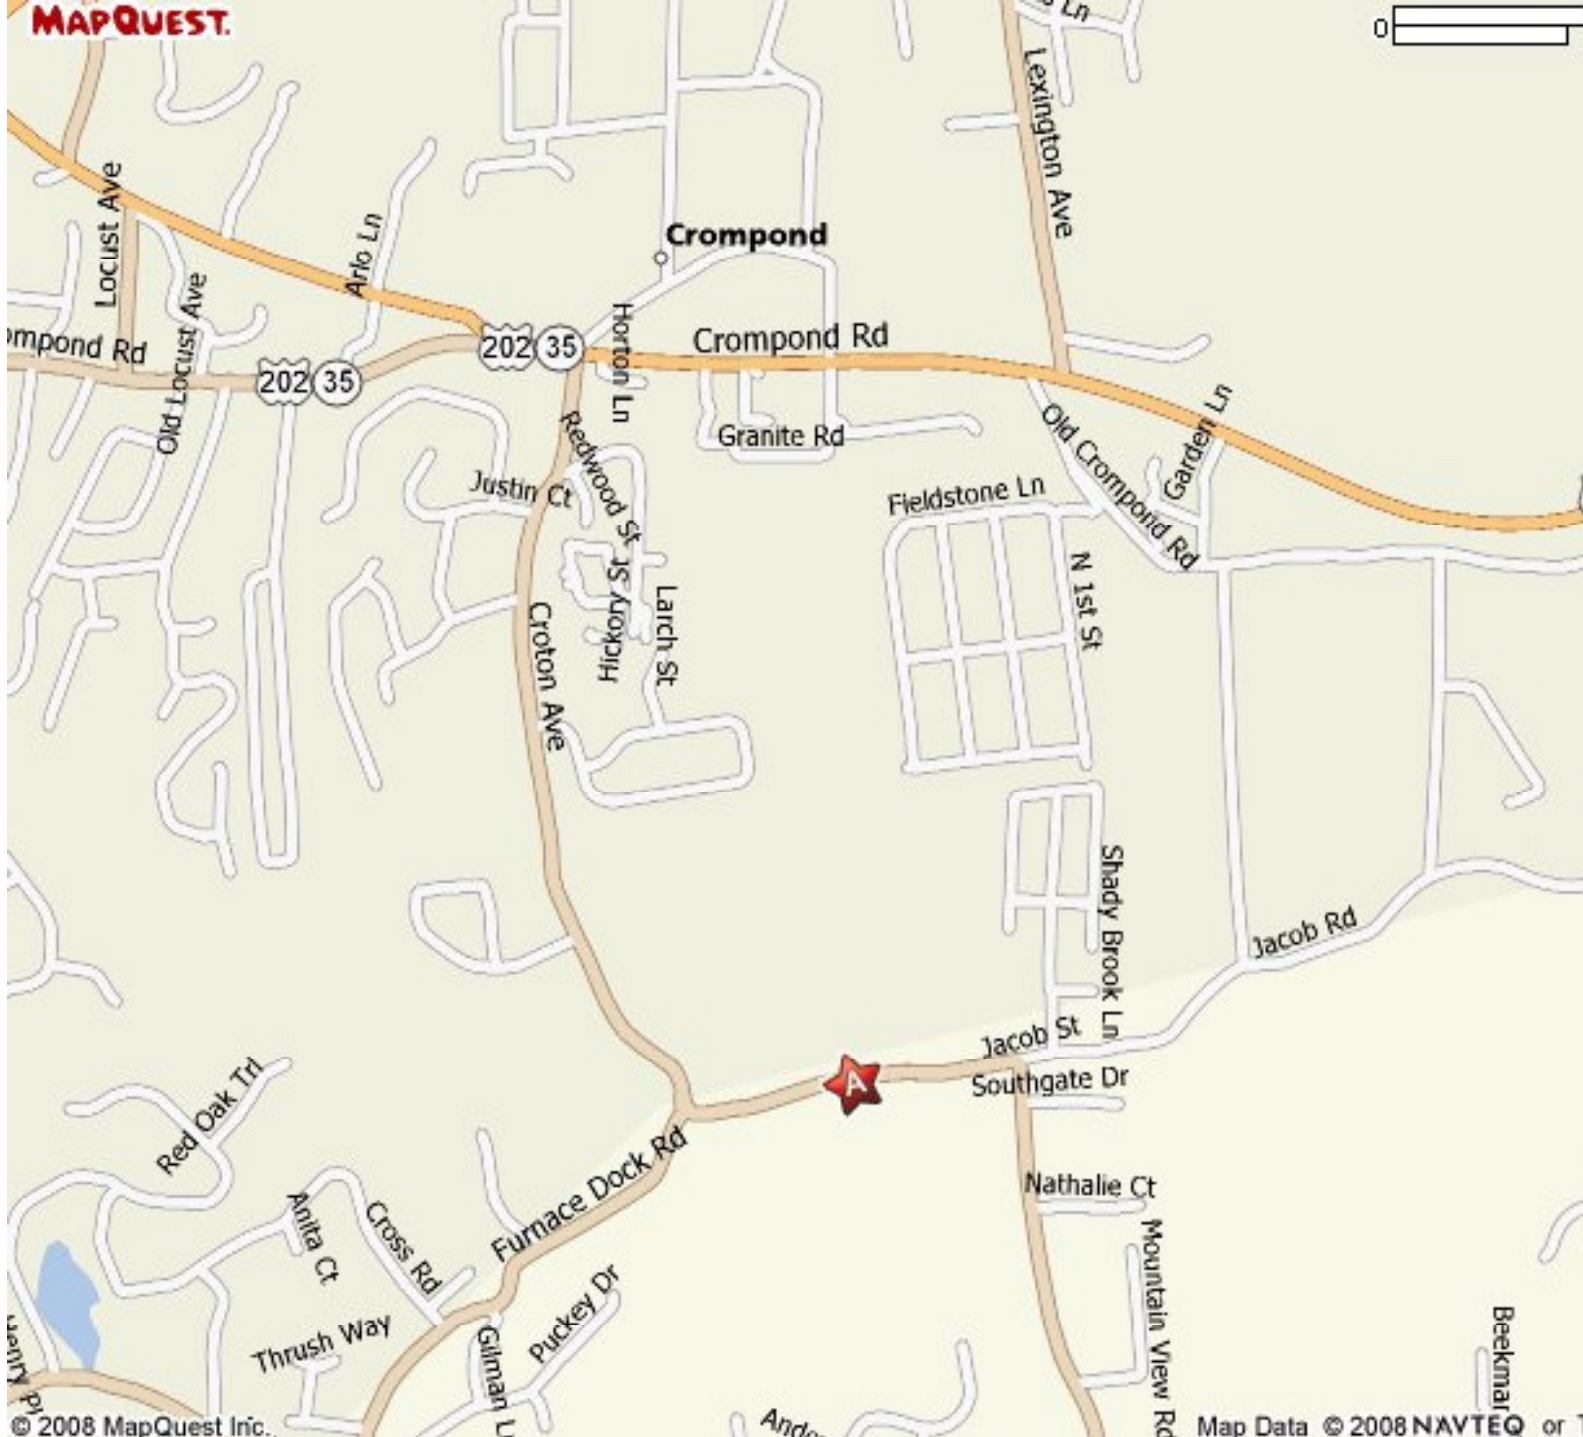 MAPQUEST.
0
Lexington Ave
Locust Ave
Arlo Ln
Crompond
Old Locust Ave
ompond Rd
202 35
202 35
Horton Ln
Crompond Rd
Redwood St
Granite Rd
Old Crompond Rd
Garden Ln
Justin Ct
Fieldstone Ln
N 1st St
Hickory St
Larch St
Croton Ave
Shady Brook Ln
Jacob Rd
Jacob St
A
Southgate Dr
Red Oak Trl
Furnace Dock Rd
Nathalie Ct
Anita Ct
Cross Rd
Mountain View Rd
Puckey Dr
Thrush Way
Gilman L
Beekman
Henry Pl
Ando
© 2008 MapQuest Inc.
Map Data © 2008 NAVTEQ or T